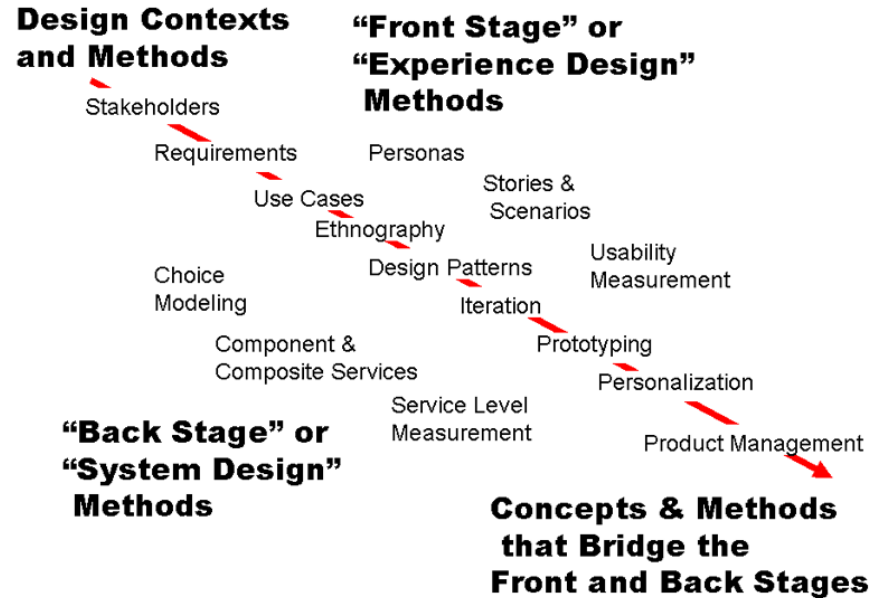 Design Contexts
and Methods
“Front Stage” or
“Experience Design”
Methods
Stakeholders
Requirements
Personas
Use Cases
Stories &
Scenarios
Ethnography
Design Patterns
Usability
Measurement
Choice
Modeling
Iteration
Component &
Composite Services
Prototyping
Personalization
Service Level
Measurement
Product Management
“Back Stage” or
“System Design”
Methods
Concepts & Methods
that Bridge the
Front and Back Stages